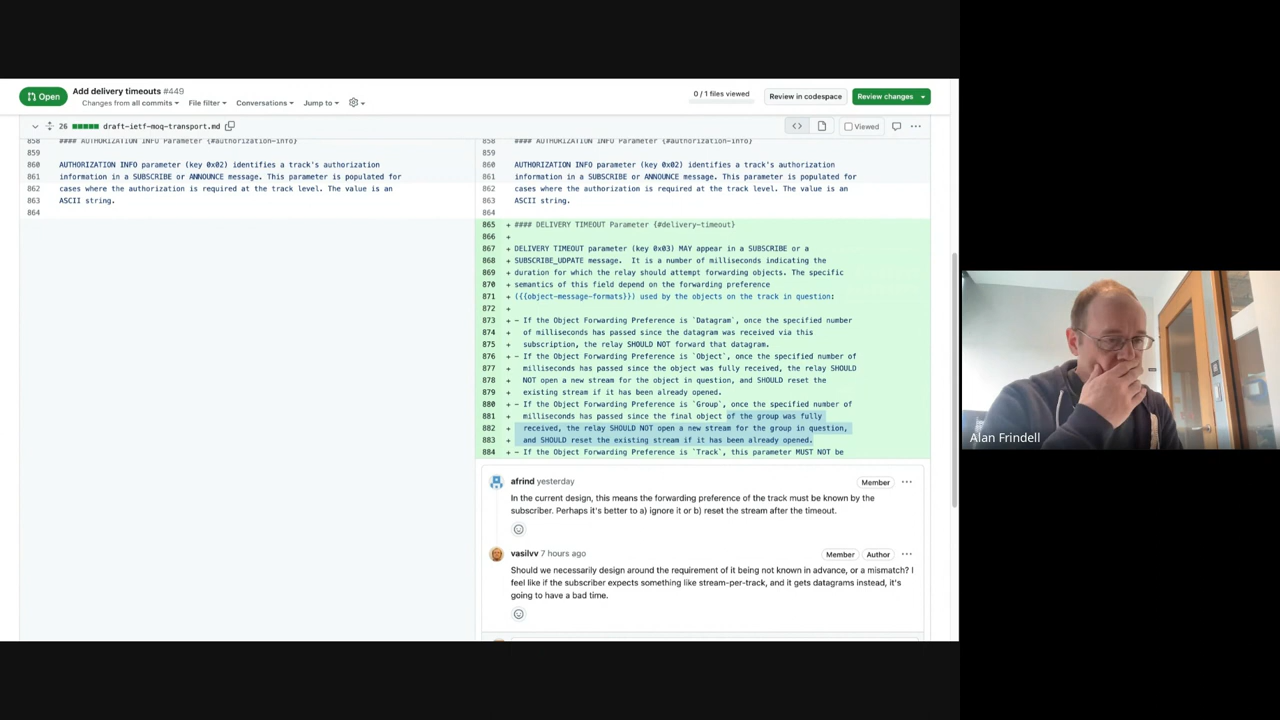 Open
Add delivery timeouts #449
Changes from all commits
File filter
Conversations
Jump to
0 / 1 files viewed
Review in codespace
Review changes
26
draft-ietf-moq-transport.md
Viewed
858 #### AUTHORIZATION INFO Parameter {#authorization-info}
859
860 AUTHORIZATION INFO parameter (key 0x02) identifies a track's authorization
861 information in a SUBSCRIBE or ANNOUNCE message. This parameter is populated for
862 cases where the authorization is required at the track level. The value is an
863 ASCII string.
864
858 #### AUTHORIZATION INFO Parameter {#authorization-info}
859
860 AUTHORIZATION INFO parameter (key 0x02) identifies a track's authorization
861 information in a SUBSCRIBE or ANNOUNCE message. This parameter is populated for
862 cases where the authorization is required at the track level. The value is an
863 ASCII string.
864
865 + #### DELIVERY TIMEOUT Parameter {#delivery-timeout}
866 +
867 + DELIVERY TIMEOUT parameter (key 0x03) MAY appear in a SUBSCRIBE or a
868 + SUBSCRIBE_UDPATE message.  It is a number of milliseconds indicating the
869 + duration for which the relay should attempt forwarding objects. The specific
870 + semantics of this field depend on the forwarding preference
871 + ({{object-message-formats}}) used by the objects on the track in question:
872 +
873 + - If the Object Forwarding Preference is `Datagram`, once the specified number
874 +   of milliseconds has passed since the datagram was received via this
875 +   subscription, the relay SHOULD NOT forward that datagram.
876 + - If the Object Forwarding Preference is `Object`, once the specified number of
877 +   milliseconds has passed since the object was fully received, the relay SHOULD
878 +   NOT open a new stream for the object in question, and SHOULD reset the
879 +   existing stream if it has been already opened.
880 + - If the Object Forwarding Preference is `Group`, once the specified number of
881 +   milliseconds has passed since the final object of the group was fully
882 +   received, the relay SHOULD NOT open a new stream for the group in question,
883 +   and SHOULD reset the existing stream if it has been already opened.
884 + - If the Object Forwarding Preference is `Track`, this parameter MUST NOT be
afrind yesterday
Member
In the current design, this means the forwarding preference of the track must be known by the
subscriber. Perhaps it's better to a) ignore it or b) reset the stream after the timeout.
vasilvv 7 hours ago
Member
Author
Should we necessarily design around the requirement of it being not known in advance, or a mismatch? I
feel like if the subscriber expects something like stream-per-track, and it gets datagrams instead, it's
going to have a bad time.
Alan Frindell